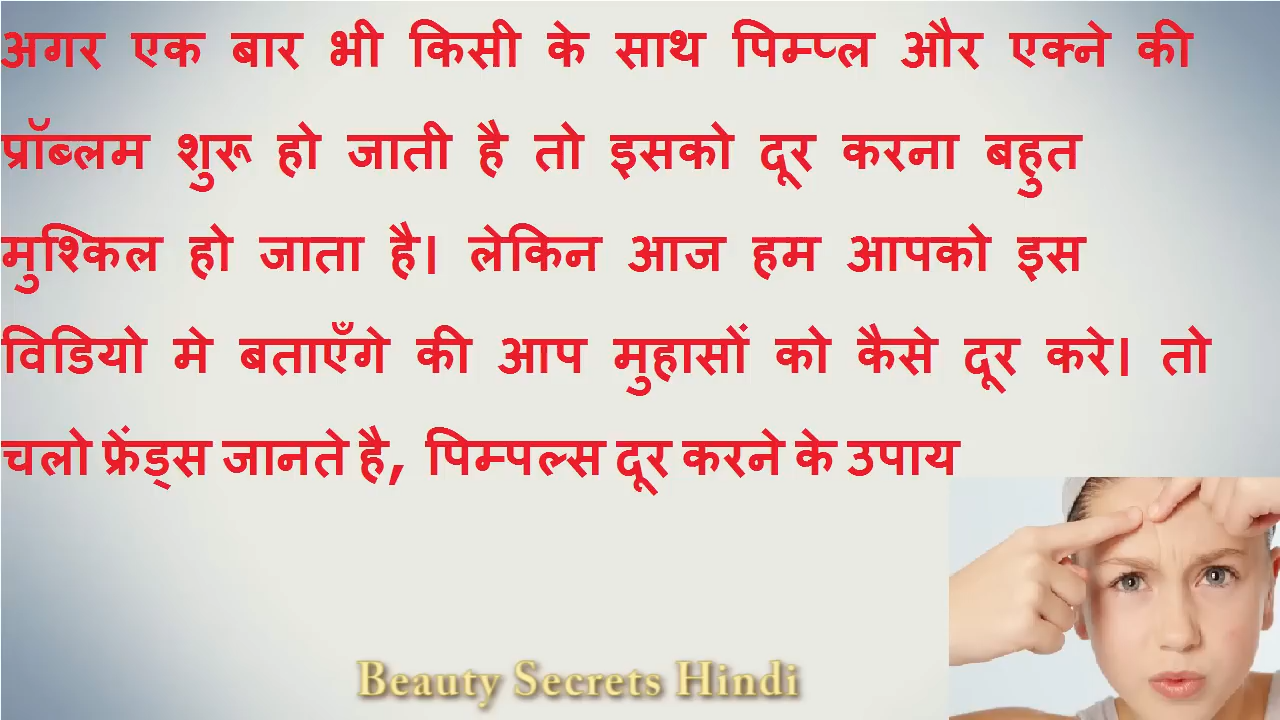 अगर एक बार भी किसी के साथ पिम्प्ल और एक्ने की
प्रॉब्लम शुरू हो जाती है तो इसको दूर करना बहुत
मुश्किल हो जाता है। लेकिन आज हम आपको इस
विडियो मे बताएँगे की आप मुहासों को कैसे दूर करे। तो
चलो फ्रेंड्स जानते है, पिम्पल्स दूर करने के उपाय
Beauty Secrets Hindi